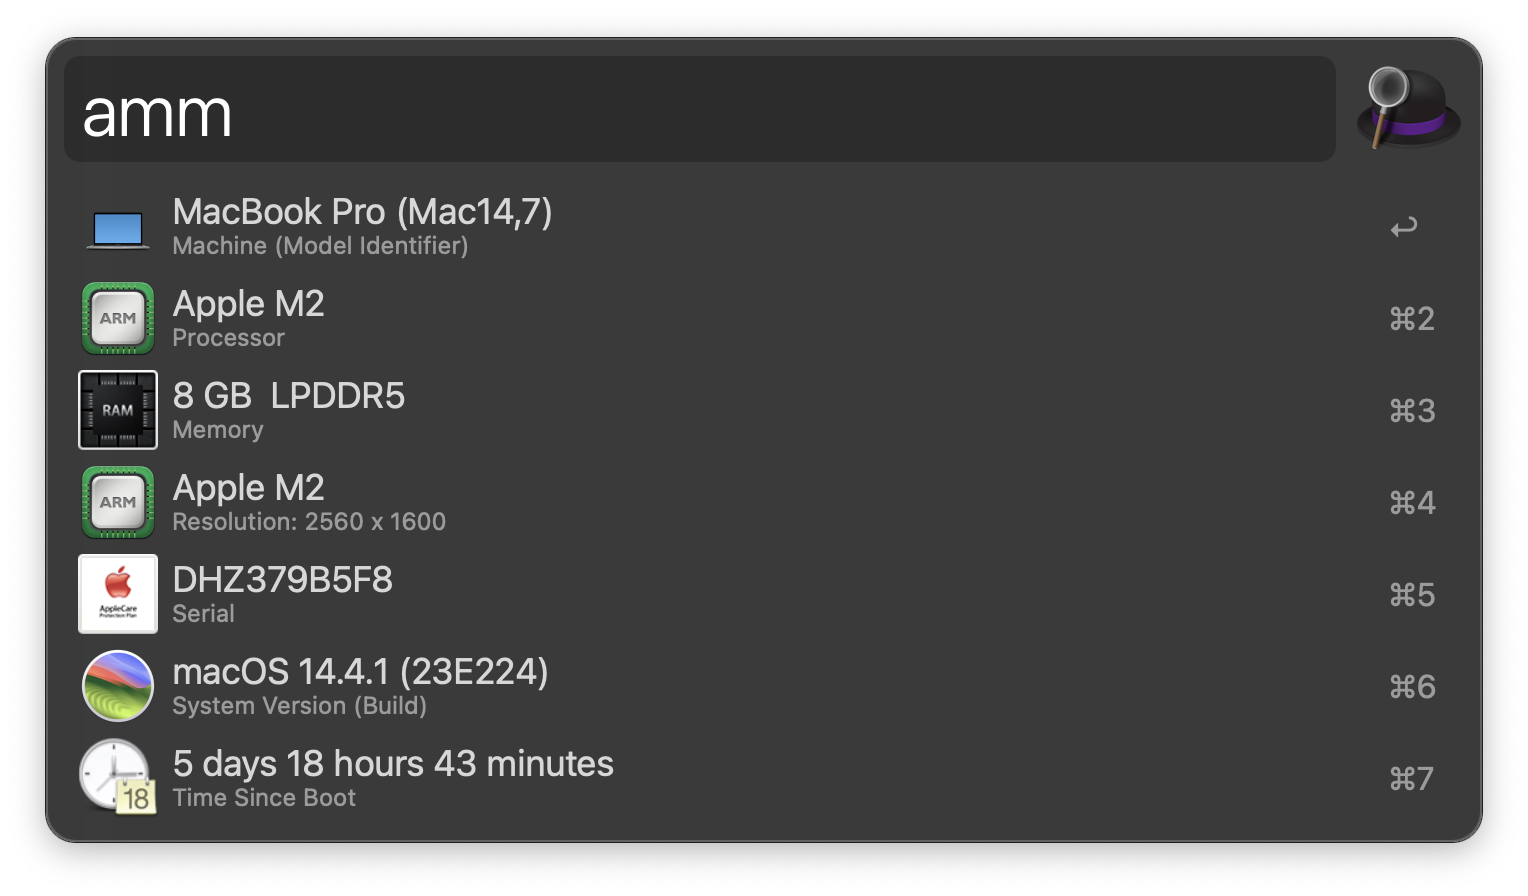 amm
MacBook Pro (Mac14,7)
Machine (Model Identifier)
↩
ARM
Apple M2
Processor
⌘2
RAM
8 GB  LPDDR5
Memory
⌘3
ARM
Apple M2
Resolution: 2560 x 1600
⌘4
AppleCare
Protection Plan
DHZ379B5F8
Serial
⌘5
macOS 14.4.1 (23E224)
System Version (Build)
⌘6
18
5 days 18 hours 43 minutes
Time Since Boot
⌘7